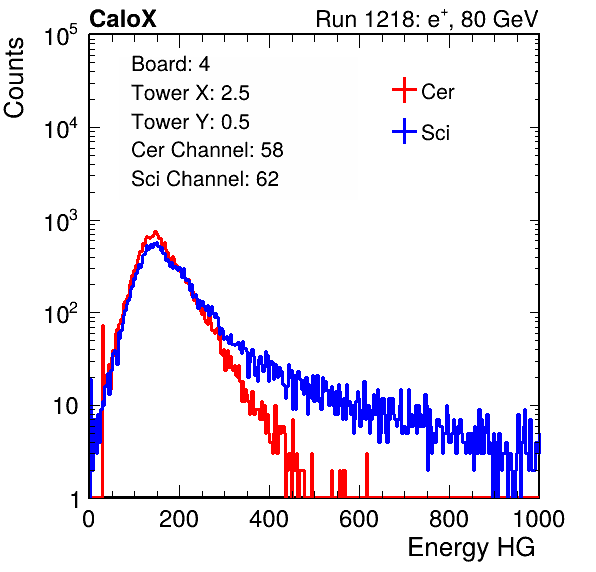 CaloX
Run 1218: e⁺, 80 GeV
Counts
10⁵
10⁴
10³
10²
10
1
Board: 4
Tower X: 2.5
Tower Y: 0.5
Cer Channel: 58
Sci Channel: 62
Cer
Sci
0 200 400 600 800 1000
Energy HG